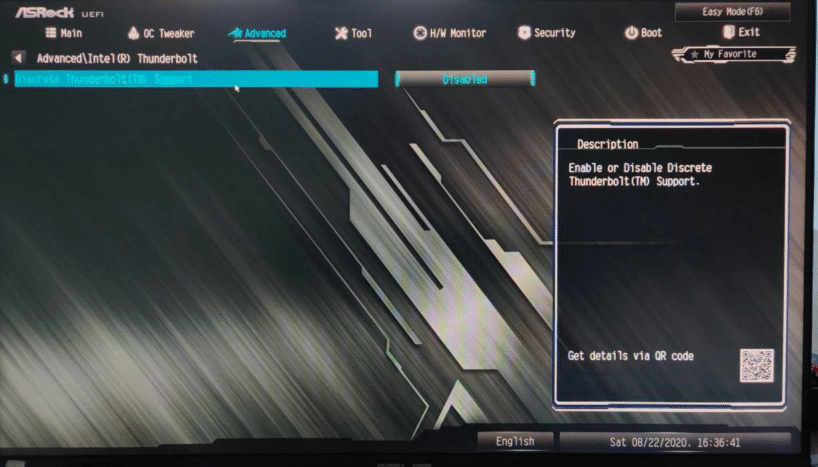 ASRock UEFI
Easy Mode(F6)
Main
OC Tweaker
Advanced
Tool
H/W Monitor
Security
Boot
Exit
Advanced\Intel(R) Thunderbolt
My Favorite
Discrete Thunderbolt(TM) Support
Disabled
Description
Enable or Disable Discrete
Thunderbolt(TM) Support.
Get details via QR code
English
Sat 08/22/2020, 16:36:41